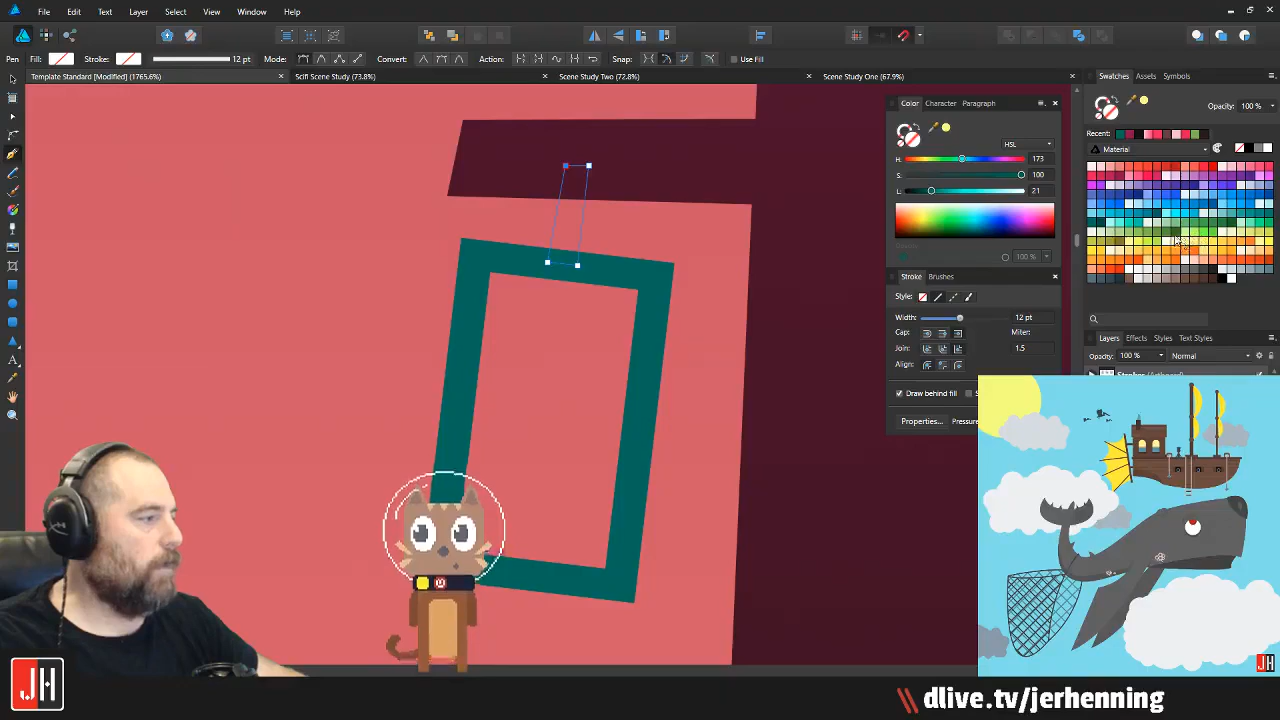 File Edit Text Layer Select View Window Help
Pen Fill: Stroke: 12 pt Mode: Convert: Action: Snap: Use Fill
Template Standard [Modified] (1765.6%) Scifi Scene Study (73.8%) Scene Study Two (72.8%) Scene Study One (67.9%)
Swatches Assets Symbols
Opacity: 100 %
Recent:
Material
Color Character Paragraph
HSL
H: 173
S: 100
L: 21
100 %
Stroke Brushes
Style:
Width: 12 pt
Cap: Miter:
Join: 1.5
Align:
Draw behind fill
Properties... Pressure
Layers Effects Styles Text Styles
Opacity: 100 % Normal
JH
JH
dlive.tv/jerhenning